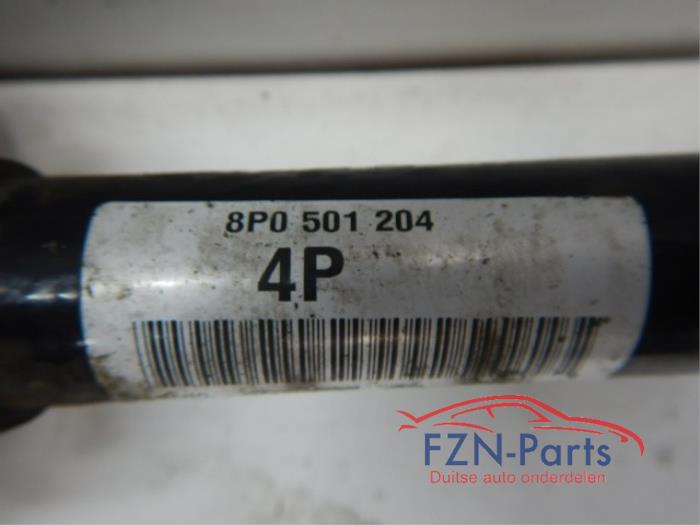 8P0 501 204
4P
FZN-Parts
Duitse auto onderdelen